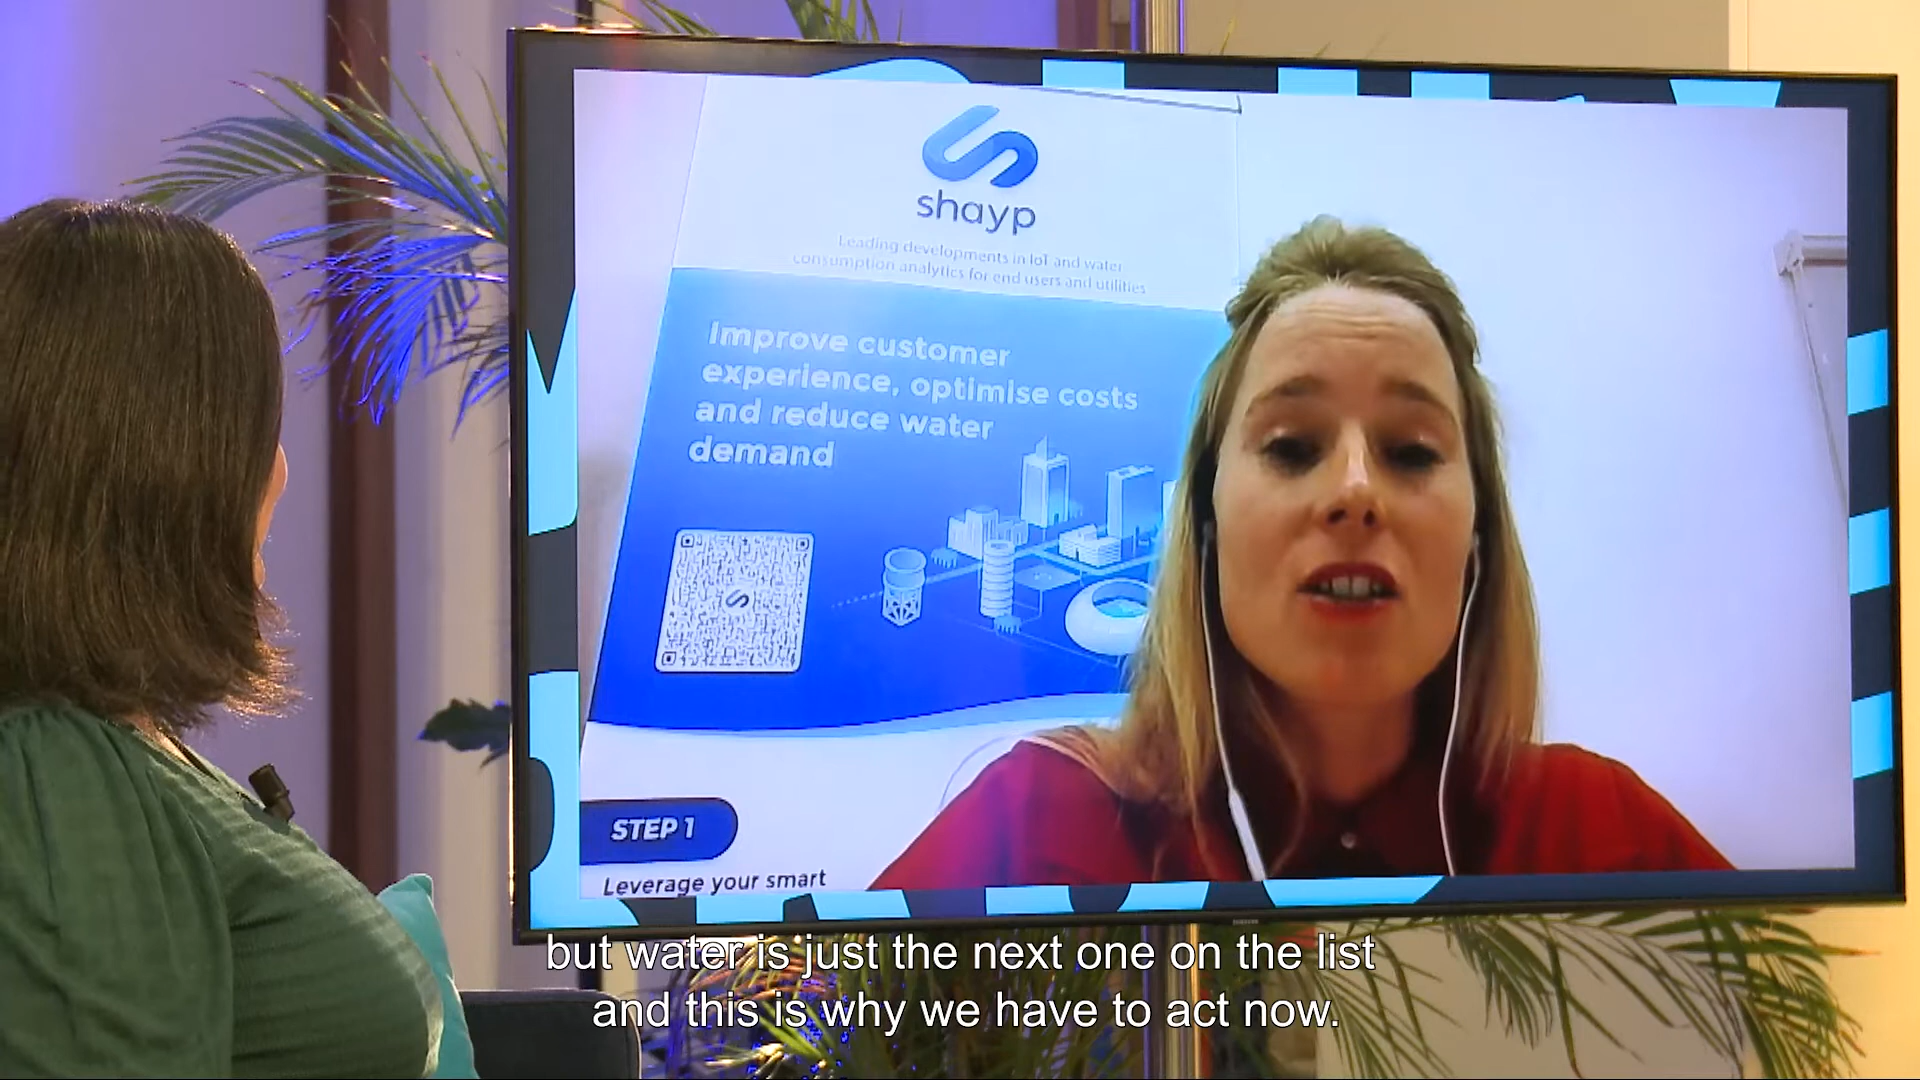 shayp
Leading developments in IoT and water
consumption analytics for end users and utilities
Improve customer
experience, optimise costs
and reduce water
demand
STEP 1
Leverage your smart
SAMSUNG
but water is just the next one on the list
and this is why we have to act now.